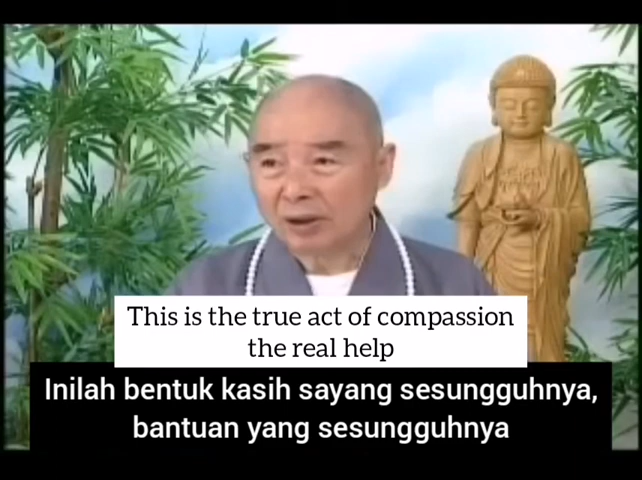 This is the true act of compassion
the real help
Inilah bentuk kasih sayang sesungguhnya,
bantuan yang sesungguhnya